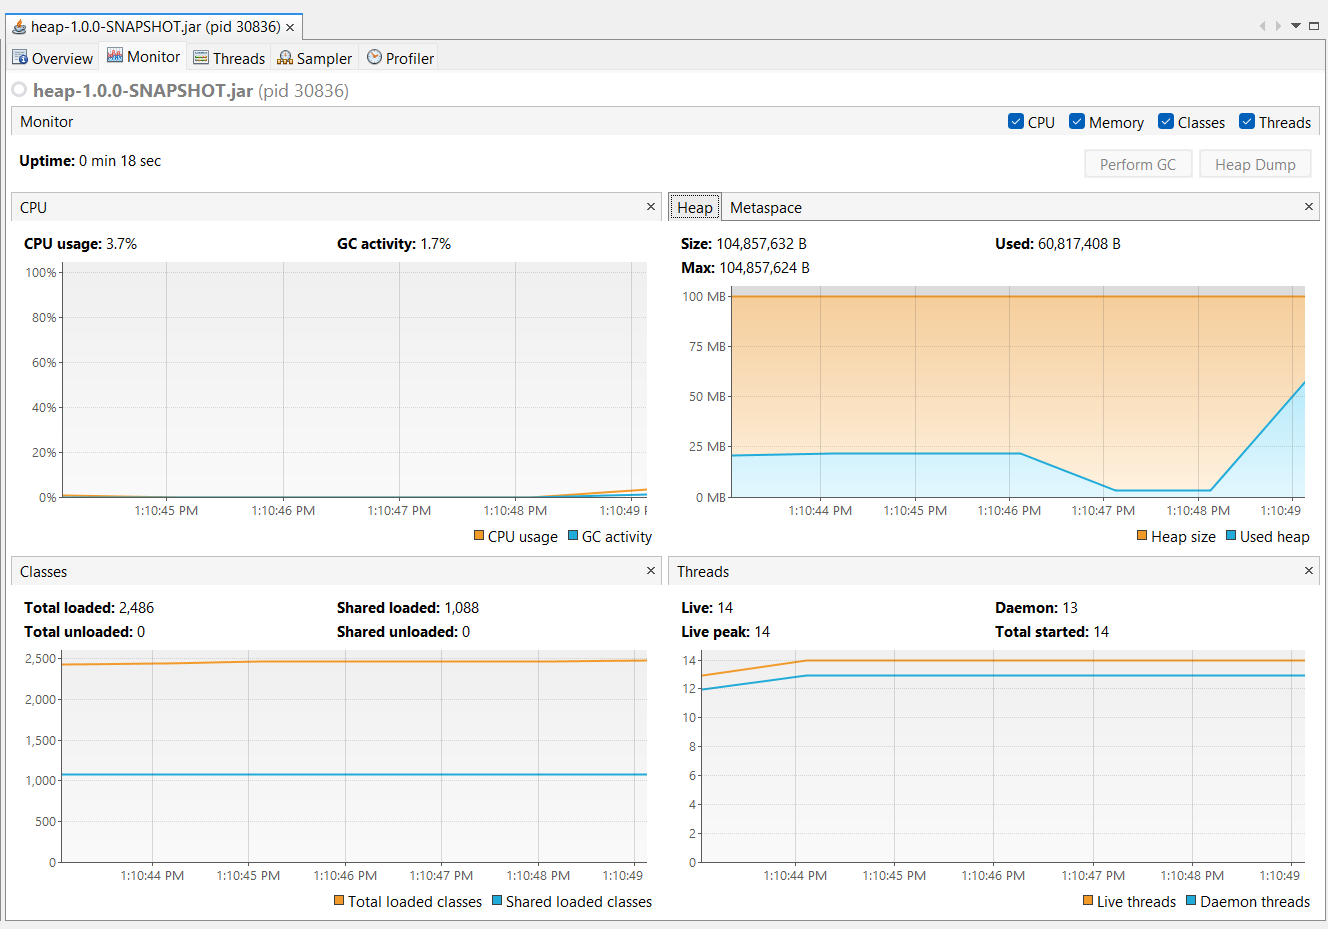 heap-1.0.0-SNAPSHOT.jar (pid 30836)
Overview Monitor Threads Sampler Profiler
heap-1.0.0-SNAPSHOT.jar (pid 30836)
Monitor CPU Memory Classes Threads
Uptime: 0 min 18 sec Perform GC Heap Dump
CPU
CPU usage: 3.7% GC activity: 1.7%
100%
80%
60%
40%
20%
0%
1:10:45 PM 1:10:46 PM 1:10:47 PM 1:10:48 PM 1:10:49 P
CPU usage GC activity
Heap Metaspace
Size: 104,857,632 B Used: 60,817,408 B
Max: 104,857,624 B
100 MB
75 MB
50 MB
25 MB
0 MB
1:10:44 PM 1:10:45 PM 1:10:46 PM 1:10:47 PM 1:10:48 PM 1:10:49
Heap size Used heap
Classes
Total loaded: 2,486 Shared loaded: 1,088
Total unloaded: 0 Shared unloaded: 0
2,500
2,000
1,500
1,000
500
0
1:10:44 PM 1:10:45 PM 1:10:46 PM 1:10:47 PM 1:10:48 PM 1:10:49
Total loaded classes Shared loaded classes
Threads
Live: 14 Daemon: 13
Live peak: 14 Total started: 14
14
12
10
8
6
4
2
0
1:10:44 PM 1:10:45 PM 1:10:46 PM 1:10:47 PM 1:10:48 PM 1:10:49
Live threads Daemon threads